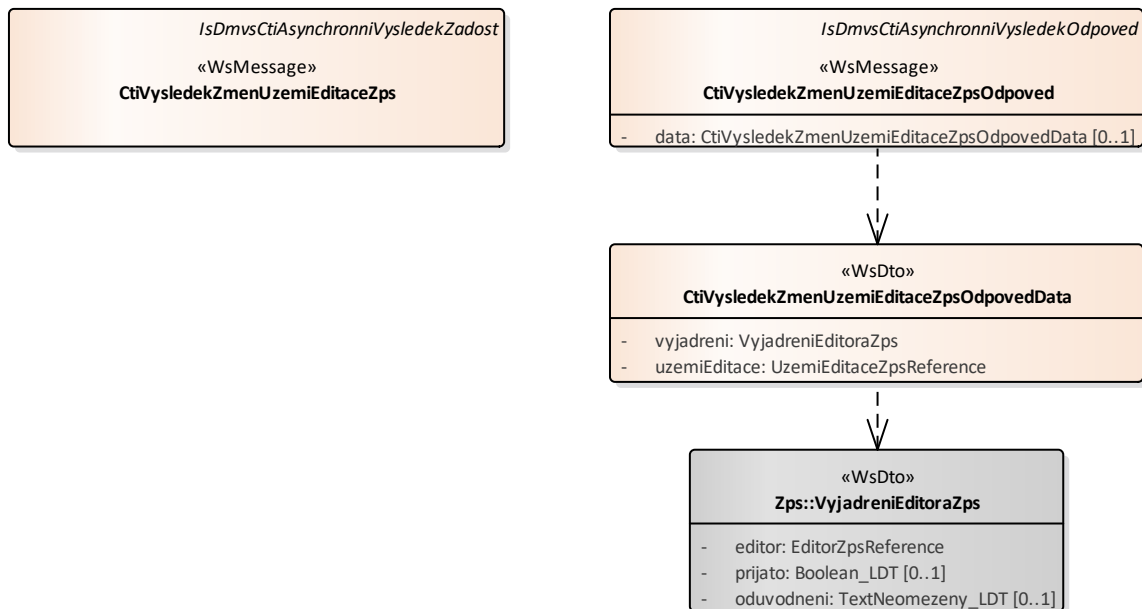 IsDmvsCtiAsynchronniVysledekZadost
«WsMessage»
CtiVysledekZmenUzemiEditaceZps
IsDmvsCtiAsynchronniVysledekOdpoved
«WsMessage»
CtiVysledekZmenUzemiEditaceZpsOdpoved
- data: CtiVysledekZmenUzemiEditaceZpsOdpovedData [0..1]
«WsDto»
CtiVysledekZmenUzemiEditaceZpsOdpovedData
- vyjadreni: VyjadreniEditoraZps
- uzemiEditace: UzemiEditaceZpsReference
«WsDto»
Zps::VyjadreniEditoraZps
- editor: EditorZpsReference
- prijato: Boolean_LDT [0..1]
- oduvodneni: TextNeomezeny_LDT [0..1]